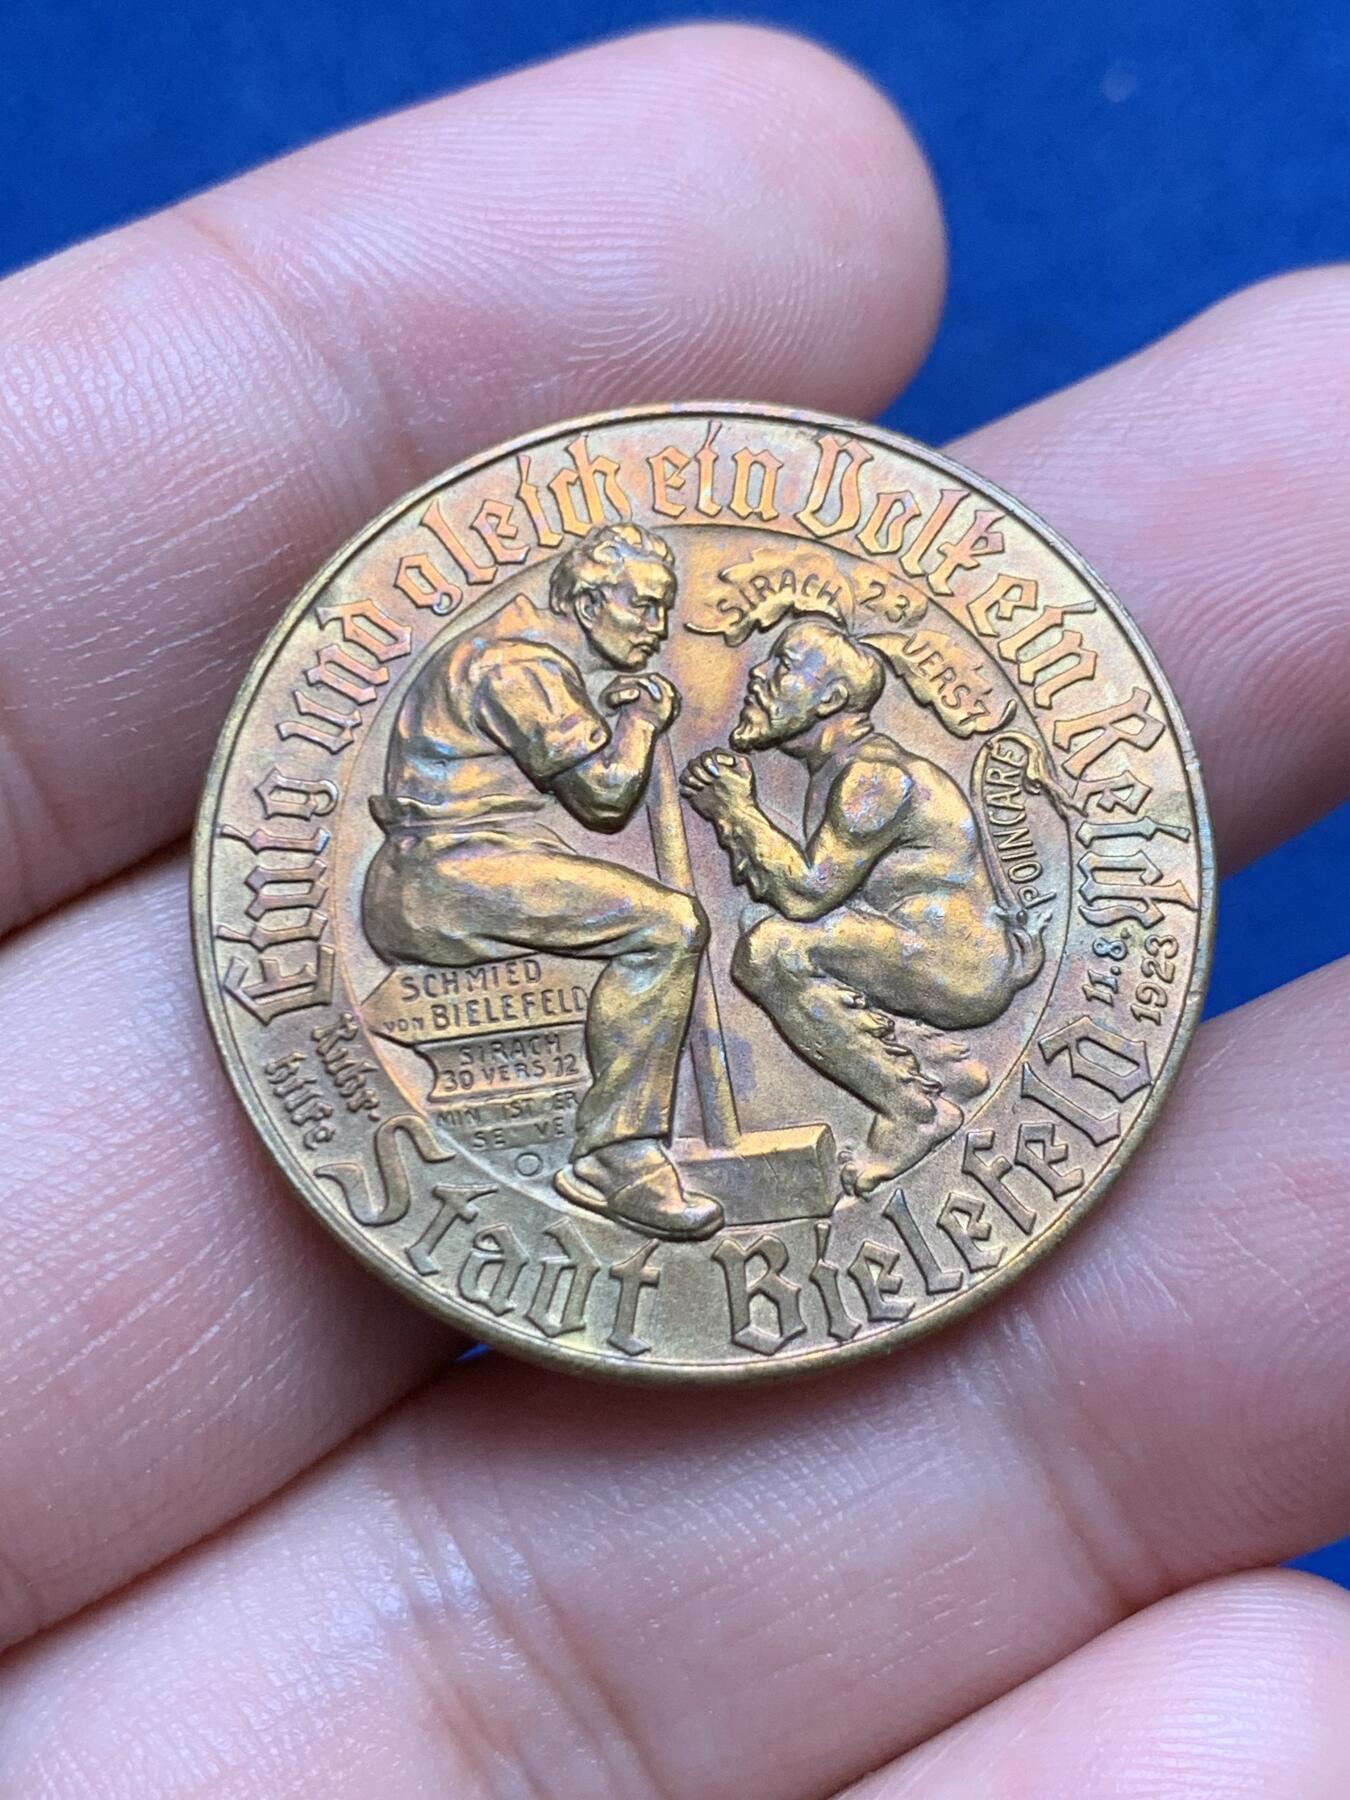 Einig und gleich ein Volk ein Reich
11.8.
1923
Stadt Bielefeld
Ruhr-
hilfe
SIRACH 23
VERS 7
POINCARE
SCHMIED
von BIELEFELD
SIRACH
30 VERS 12